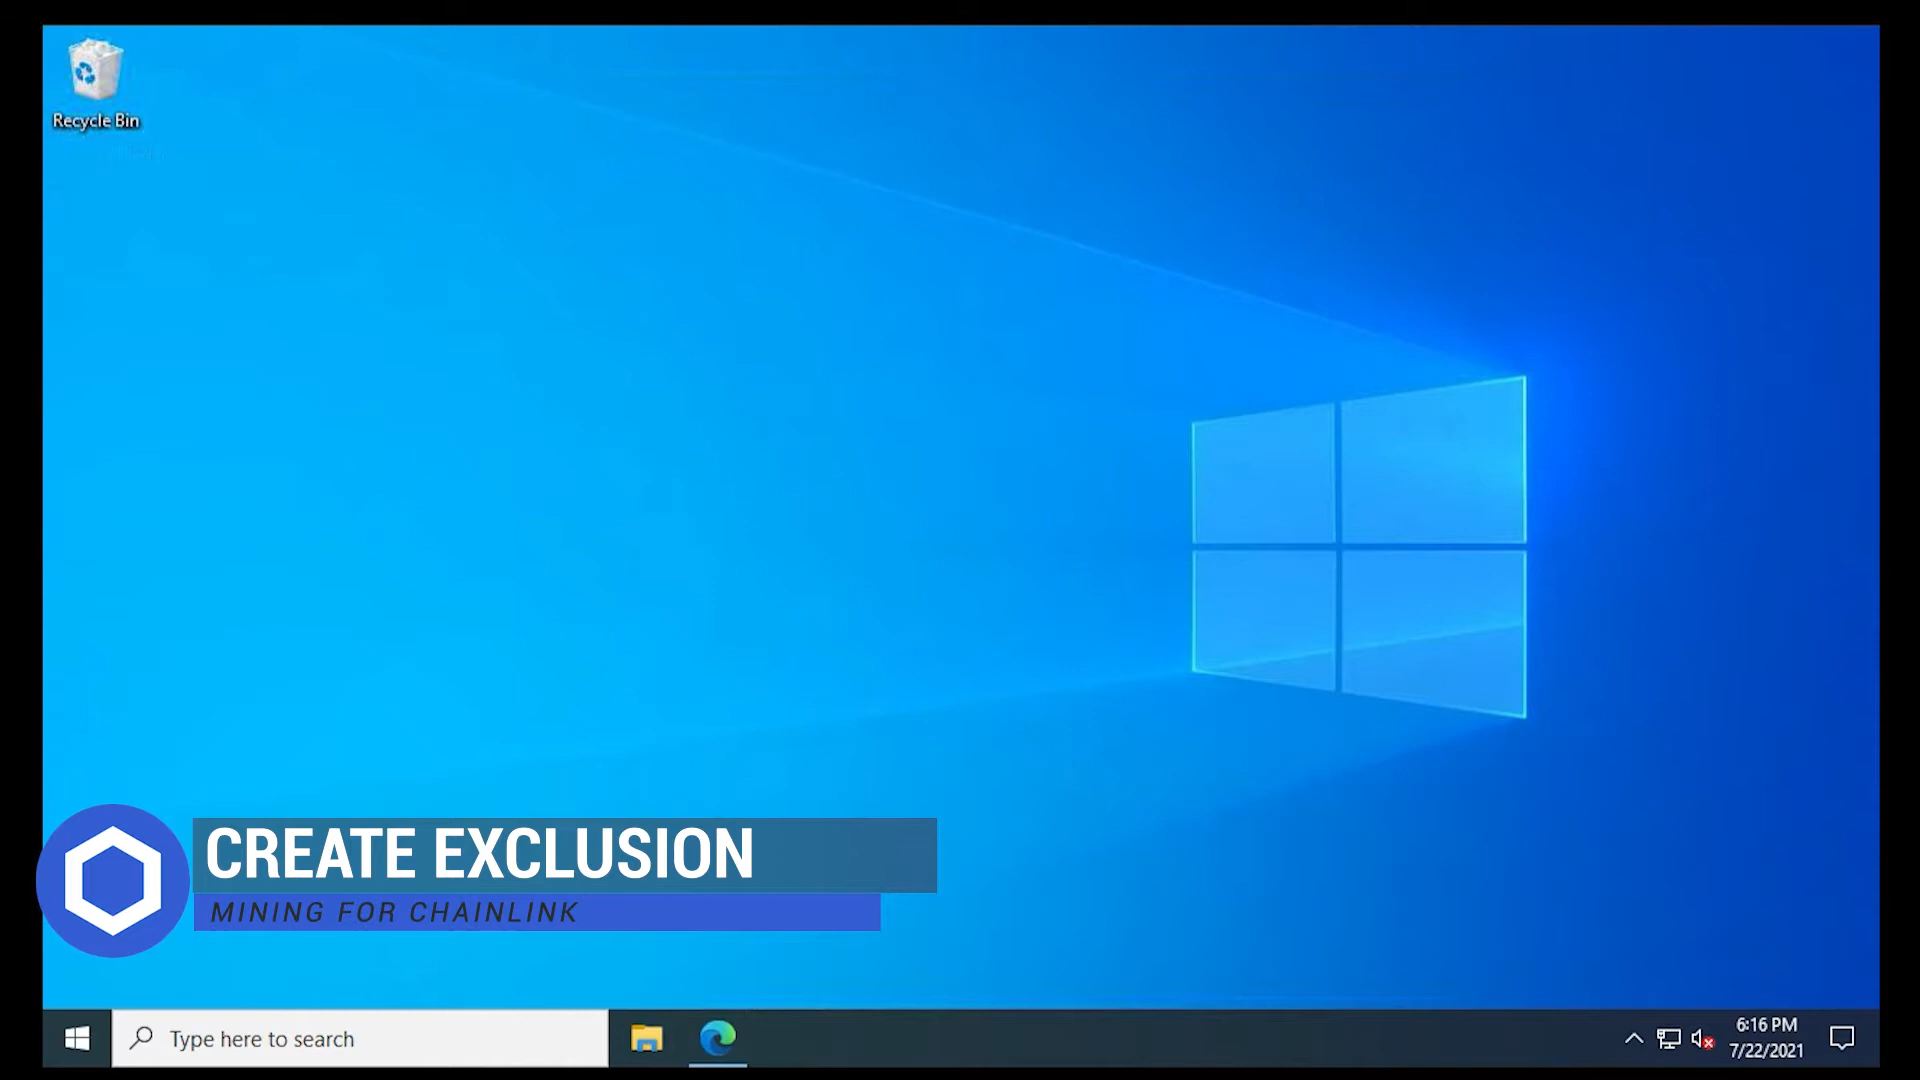 Recycle Bin
CREATE EXCLUSION
MINING FOR CHAINLINK
Type here to search
6:16 PM
7/22/2021